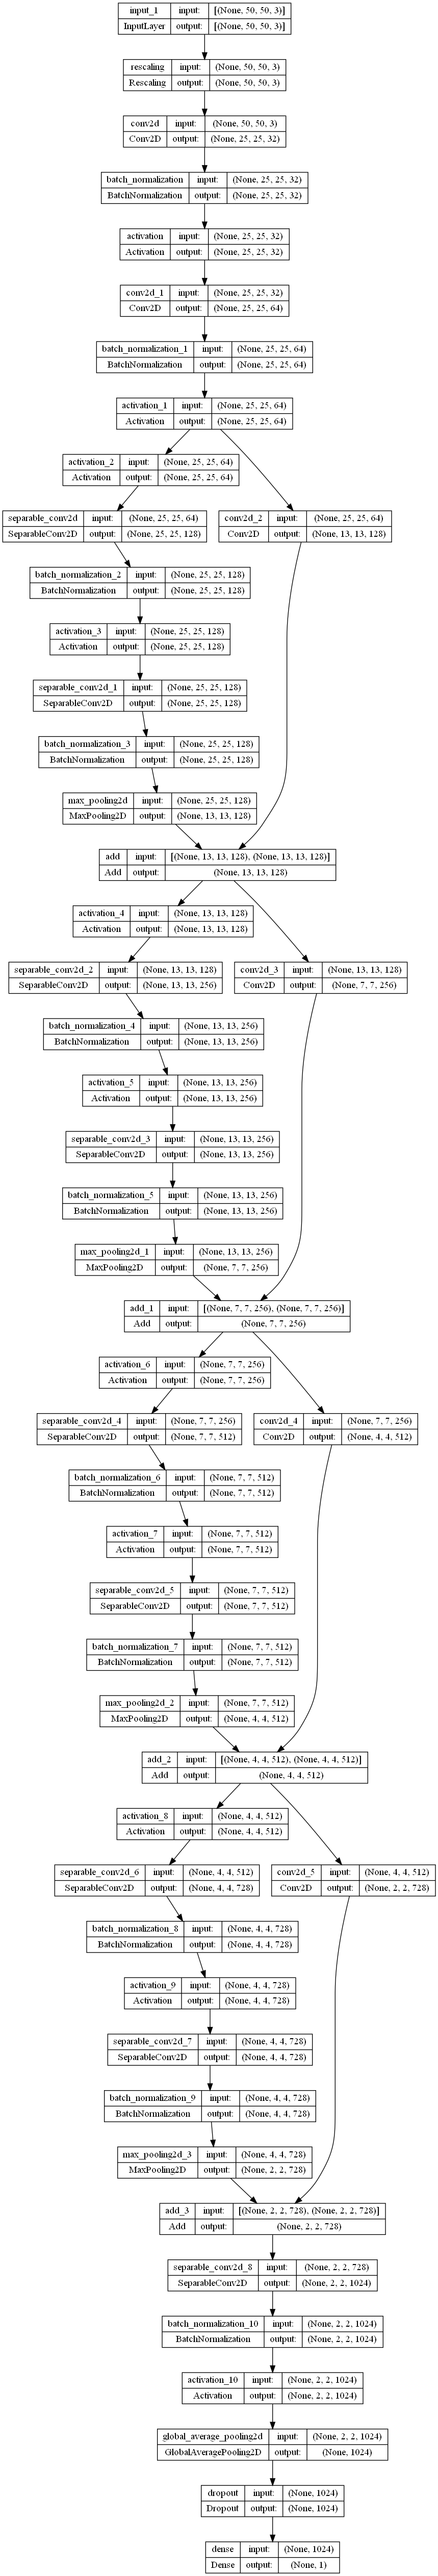 input_1 input: [(None, 50, 50, 3)]
InputLayer output: [(None, 50, 50, 3)]
rescaling input: (None, 50, 50, 3)
Rescaling output: (None, 50, 50, 3)
conv2d input: (None, 50, 50, 3)
Conv2D output: (None, 25, 25, 32)
batch_normalization input: (None, 25, 25, 32)
BatchNormalization output: (None, 25, 25, 32)
activation input: (None, 25, 25, 32)
Activation output: (None, 25, 25, 32)
conv2d_1 input: (None, 25, 25, 32)
Conv2D output: (None, 25, 25, 64)
batch_normalization_1 input: (None, 25, 25, 64)
BatchNormalization output: (None, 25, 25, 64)
activation_1 input: (None, 25, 25, 64)
Activation output: (None, 25, 25, 64)
activation_2 input: (None, 25, 25, 64)
Activation output: (None, 25, 25, 64)
separable_conv2d input: (None, 25, 25, 64)
SeparableConv2D output: (None, 25, 25, 128)
conv2d_2 input: (None, 25, 25, 64)
Conv2D output: (None, 13, 13, 128)
batch_normalization_2 input: (None, 25, 25, 128)
BatchNormalization output: (None, 25, 25, 128)
activation_3 input: (None, 25, 25, 128)
Activation output: (None, 25, 25, 128)
separable_conv2d_1 input: (None, 25, 25, 128)
SeparableConv2D output: (None, 25, 25, 128)
batch_normalization_3 input: (None, 25, 25, 128)
BatchNormalization output: (None, 25, 25, 128)
max_pooling2d input: (None, 25, 25, 128)
MaxPooling2D output: (None, 13, 13, 128)
add input: [(None, 13, 13, 128), (None, 13, 13, 128)]
Add output: (None, 13, 13, 128)
activation_4 input: (None, 13, 13, 128)
Activation output: (None, 13, 13, 128)
separable_conv2d_2 input: (None, 13, 13, 128)
SeparableConv2D output: (None, 13, 13, 256)
conv2d_3 input: (None, 13, 13, 128)
Conv2D output: (None, 7, 7, 256)
batch_normalization_4 input: (None, 13, 13, 256)
BatchNormalization output: (None, 13, 13, 256)
activation_5 input: (None, 13, 13, 256)
Activation output: (None, 13, 13, 256)
separable_conv2d_3 input: (None, 13, 13, 256)
SeparableConv2D output: (None, 13, 13, 256)
batch_normalization_5 input: (None, 13, 13, 256)
BatchNormalization output: (None, 13, 13, 256)
max_pooling2d_1 input: (None, 13, 13, 256)
MaxPooling2D output: (None, 7, 7, 256)
add_1 input: [(None, 7, 7, 256), (None, 7, 7, 256)]
Add output: (None, 7, 7, 256)
activation_6 input: (None, 7, 7, 256)
Activation output: (None, 7, 7, 256)
separable_conv2d_4 input: (None, 7, 7, 256)
SeparableConv2D output: (None, 7, 7, 512)
conv2d_4 input: (None, 7, 7, 256)
Conv2D output: (None, 4, 4, 512)
batch_normalization_6 input: (None, 7, 7, 512)
BatchNormalization output: (None, 7, 7, 512)
activation_7 input: (None, 7, 7, 512)
Activation output: (None, 7, 7, 512)
separable_conv2d_5 input: (None, 7, 7, 512)
SeparableConv2D output: (None, 7, 7, 512)
batch_normalization_7 input: (None, 7, 7, 512)
BatchNormalization output: (None, 7, 7, 512)
max_pooling2d_2 input: (None, 7, 7, 512)
MaxPooling2D output: (None, 4, 4, 512)
add_2 input: [(None, 4, 4, 512), (None, 4, 4, 512)]
Add output: (None, 4, 4, 512)
activation_8 input: (None, 4, 4, 512)
Activation output: (None, 4, 4, 512)
separable_conv2d_6 input: (None, 4, 4, 512)
SeparableConv2D output: (None, 4, 4, 728)
conv2d_5 input: (None, 4, 4, 512)
Conv2D output: (None, 2, 2, 728)
batch_normalization_8 input: (None, 4, 4, 728)
BatchNormalization output: (None, 4, 4, 728)
activation_9 input: (None, 4, 4, 728)
Activation output: (None, 4, 4, 728)
separable_conv2d_7 input: (None, 4, 4, 728)
SeparableConv2D output: (None, 4, 4, 728)
batch_normalization_9 input: (None, 4, 4, 728)
BatchNormalization output: (None, 4, 4, 728)
max_pooling2d_3 input: (None, 4, 4, 728)
MaxPooling2D output: (None, 2, 2, 728)
add_3 input: [(None, 2, 2, 728), (None, 2, 2, 728)]
Add output: (None, 2, 2, 728)
separable_conv2d_8 input: (None, 2, 2, 728)
SeparableConv2D output: (None, 2, 2, 1024)
batch_normalization_10 input: (None, 2, 2, 1024)
BatchNormalization output: (None, 2, 2, 1024)
activation_10 input: (None, 2, 2, 1024)
Activation output: (None, 2, 2, 1024)
global_average_pooling2d input: (None, 2, 2, 1024)
GlobalAveragePooling2D output: (None, 1024)
dropout input: (None, 1024)
Dropout output: (None, 1024)
dense input: (None, 1024)
Dense output: (None, 1)